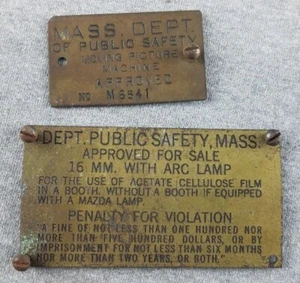 MASS. DEPT.
OF PUBLIC SAFETY
MOVING PICTURE
MACHINE
APPROVED
NO M6841
DEPT. PUBLIC SAFETY, MASS.
APPROVED FOR SALE
16 MM. WITH ARC LAMP
FOR THE USE OF ACETATE CELLULOSE FILM
IN A BOOTH. WITHOUT A BOOTH IF EQUIPPED
WITH A MAZDA LAMP.
PENALTY FOR VIOLATION
"A FINE OF NOT LESS THAN ONE HUNDRED NOR
MORE THAN FIVE HUNDRED DOLLARS, OR BY
IMPRISONMENT FOR NOT LESS THAN SIX MONTHS
NOR MORE THAN TWO YEARS, OR BOTH."